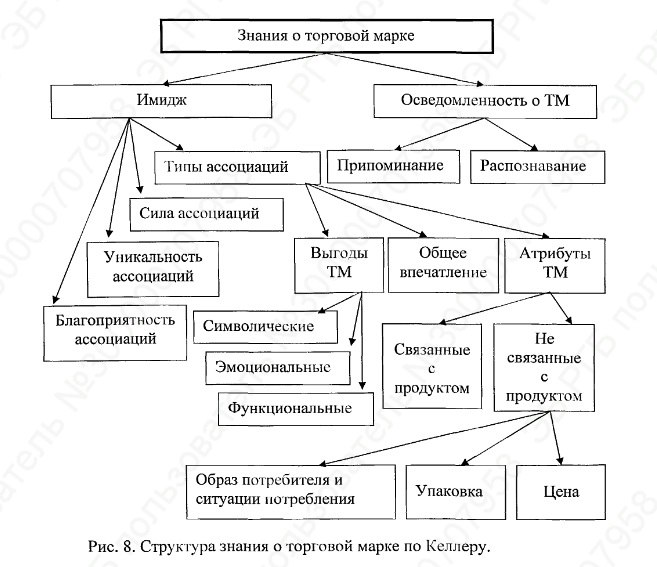 Знания о торговой марке
Имидж
Осведомленность о ТМ
Типы ассоциаций
Припоминание
Распознавание
Сила ассоциаций
Уникальность
ассоциаций
Благоприятность
ассоциаций
Выгоды
ТМ
Общее
впечатление
Атрибуты
ТМ
Символические
Эмоциональные
Функциональные
Связанные
с
продуктом
Не
связанные
с
продуктом
Образ потребителя и
ситуации потребления
Упаковка
Цена
Рис. 8. Структура знания о торговой марке по Келлеру.